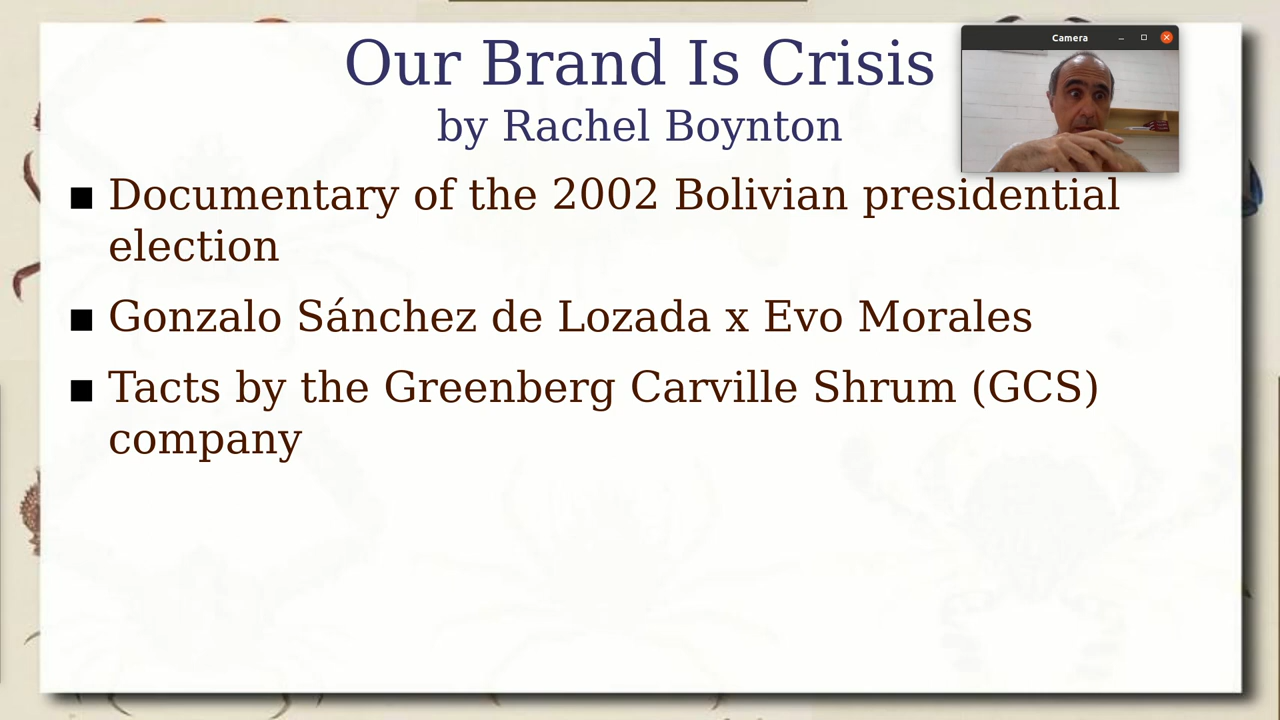 Our Brand Is Crisis
Camera
by Rachel Boynton
■ Documentary of the 2002 Bolivian presidential
election
■ Gonzalo Sánchez de Lozada x Evo Morales
■ Tacts by the Greenberg Carville Shrum (GCS)
company